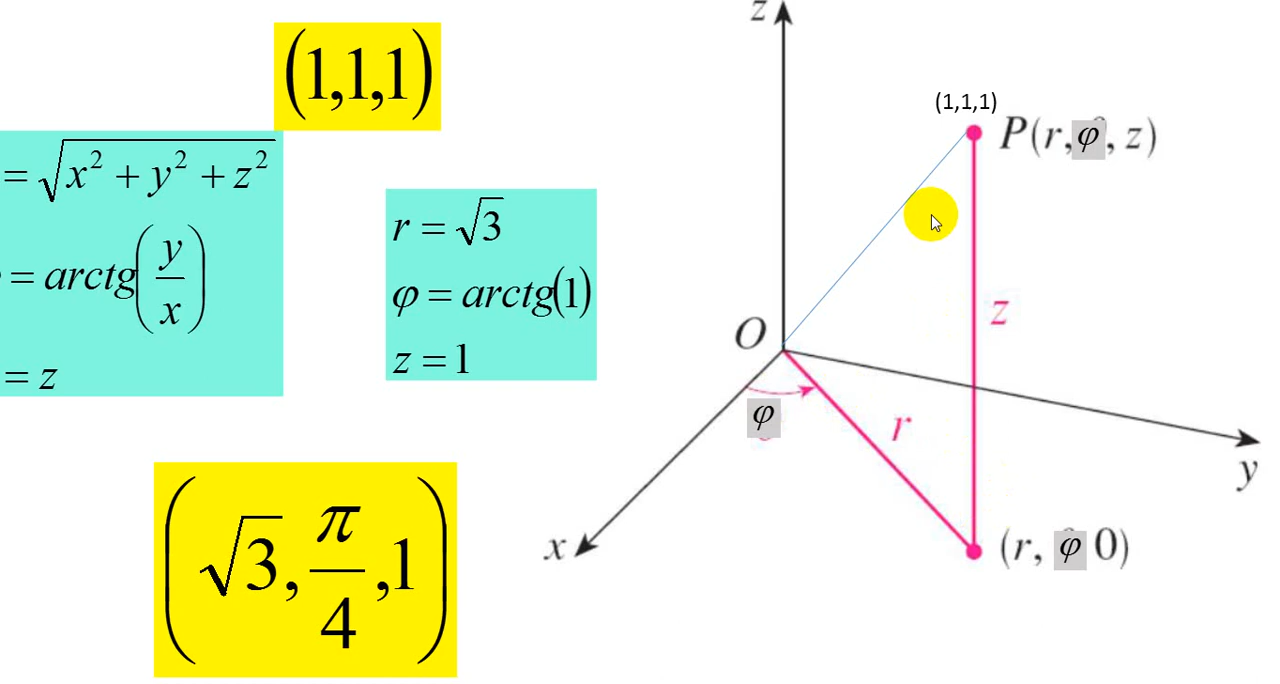 (1,1,1)
= √(x² + y² + z²)
= arctg(y/x)
= z
r = √3
φ = arctg(1)
z = 1
(√3, π/4, 1)
z
(1,1,1)
P(r, φ, z)
O
z
φ
r
y
x
(r, φ 0)